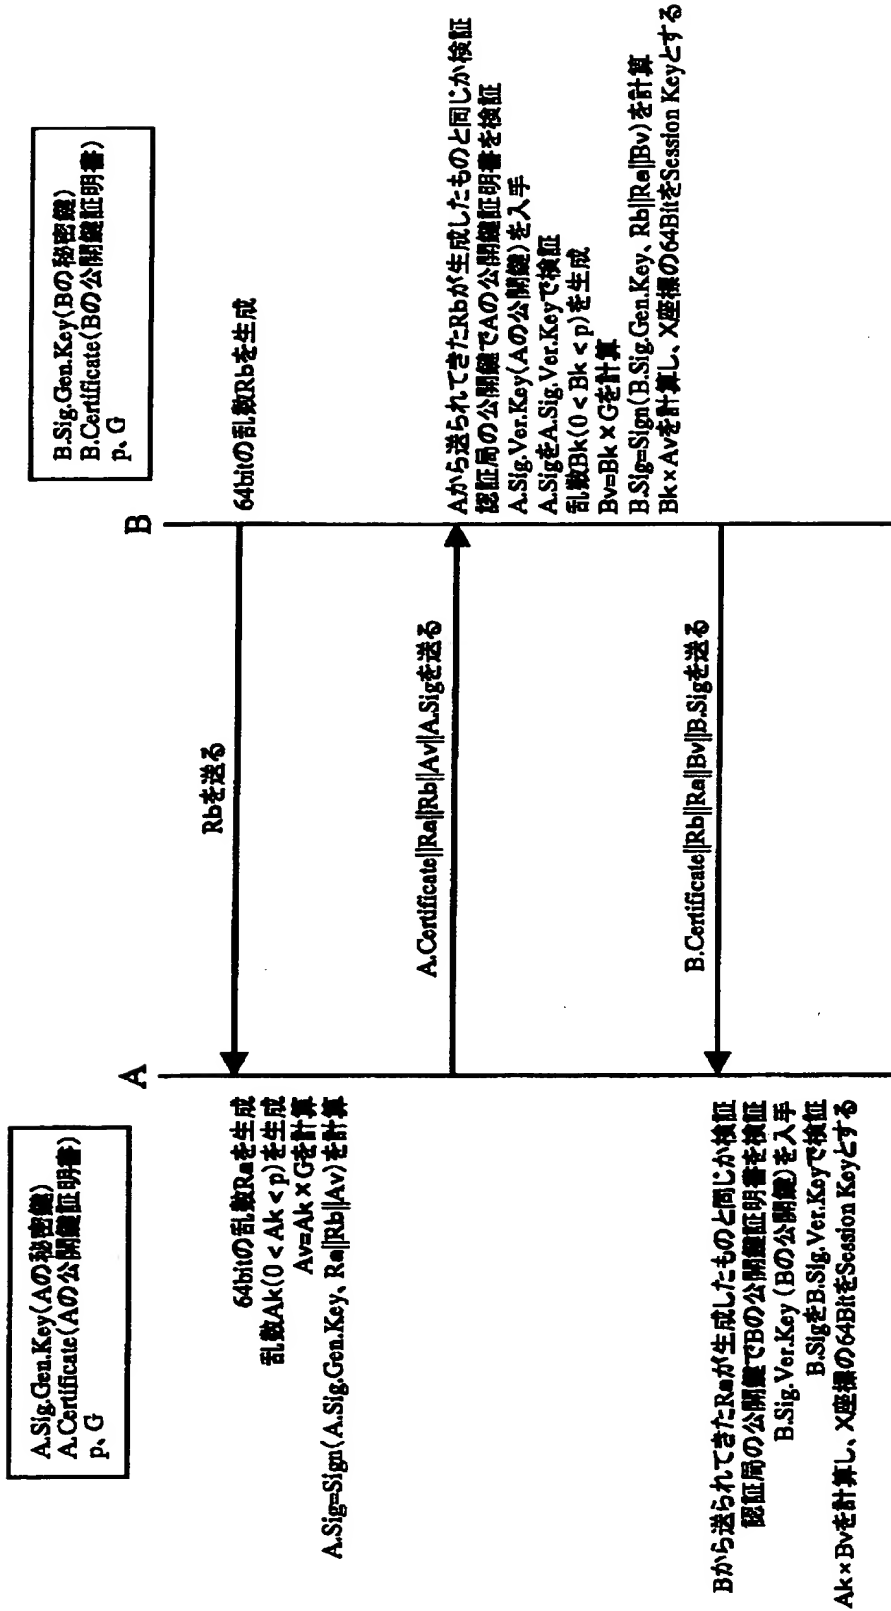 A.Sig.Gen.Key(Aの秘密鍵)
A.Certificate(Aの公開鍵証明書)
p、G
B.Sig.Gen.Key(Bの秘密鍵)
B.Certificate(Bの公開鍵証明書)
p、G
A
B
64bitの乱数Rbを生成
Rbを送る
64bitの乱数Raを生成
乱数Ak(0<Ak<p)を生成
Av=Ak×Gを計算
A.Sig=Sign(A.Sig.Gen.Key、Ra||Rb||Av)を計算
A.Certificate||Ra||Rb||Av||A.Sigを送る
Aから送られてきたRbが生成したものと同じか検証
認証局の公開鍵でAの公開鍵証明書を検証
A.Sig.Ver.Key(Aの公開鍵)を入手
A.SigをA.Sig.Ver.Keyで検証
乱数Bk(0<Bk<p)を生成
Bv=Bk×Gを計算
B.Sig=Sign(B.Sig.Gen.Key、Rb||Ra||Bv)を計算
Bk×Avを計算し、X座標の64BitをSession Keyとする
B.Certificate||Rb||Ra||Bv||B.Sigを送る
Bから送られてきたRaが生成したものと同じか検証
認証局の公開鍵でBの公開鍵証明書を検証
B.Sig.Ver.Key(Bの公開鍵)を入手
B.SigをB.Sig.Ver.Keyで検証
Ak×Bvを計算し、X座標の64BitをSession Keyとする